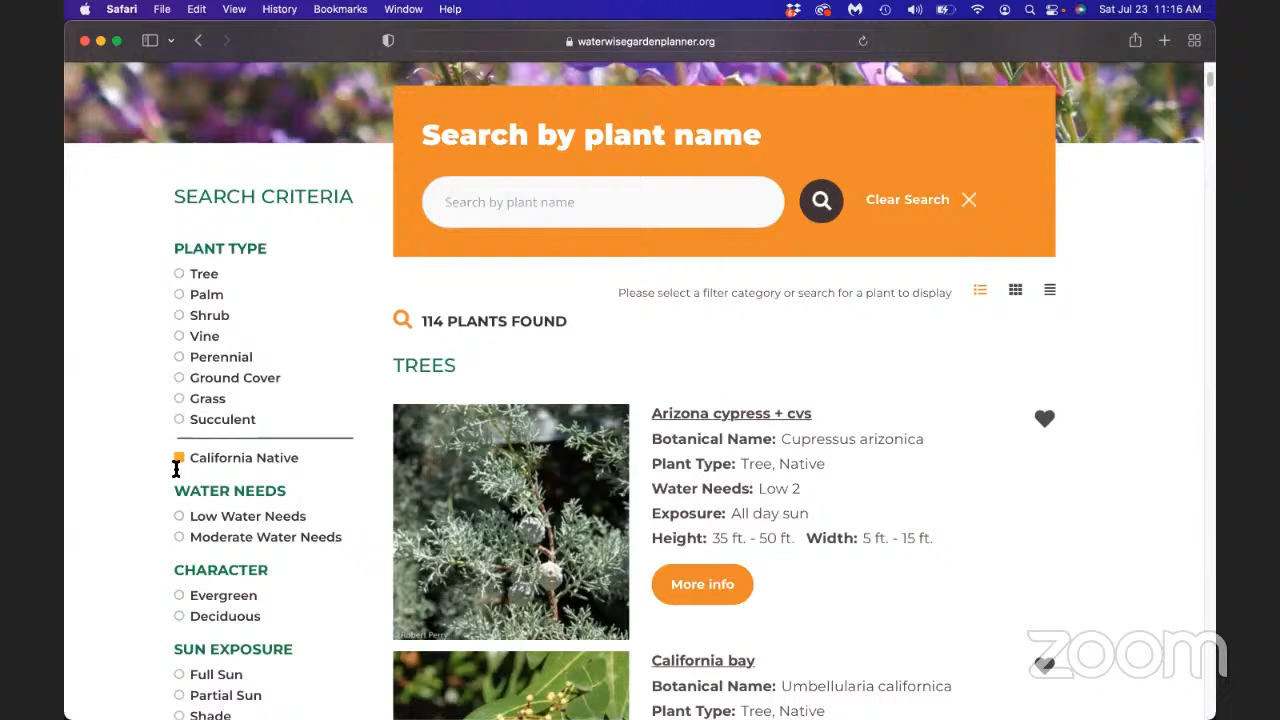 Safari File Edit View History Bookmarks Window Help Sat Jul 23 11:16 AM
waterwisegardenplanner.org
Search by plant name
Search by plant name
Clear Search
SEARCH CRITERIA
PLANT TYPE
Tree
Palm
Shrub
Vine
Perennial
Ground Cover
Grass
Succulent
California Native
WATER NEEDS
Low Water Needs
Moderate Water Needs
CHARACTER
Evergreen
Deciduous
SUN EXPOSURE
Full Sun
Partial Sun
Shade
Please select a filter category or search for a plant to display
114 PLANTS FOUND
TREES
Robert Perry
Arizona cypress + cvs
Botanical Name: Cupressus arizonica
Plant Type: Tree, Native
Water Needs: Low 2
Exposure: All day sun
Height: 35 ft. - 50 ft. Width: 5 ft. - 15 ft.
More info
California bay
Botanical Name: Umbellularia californica
Plant Type: Tree, Native
zoom